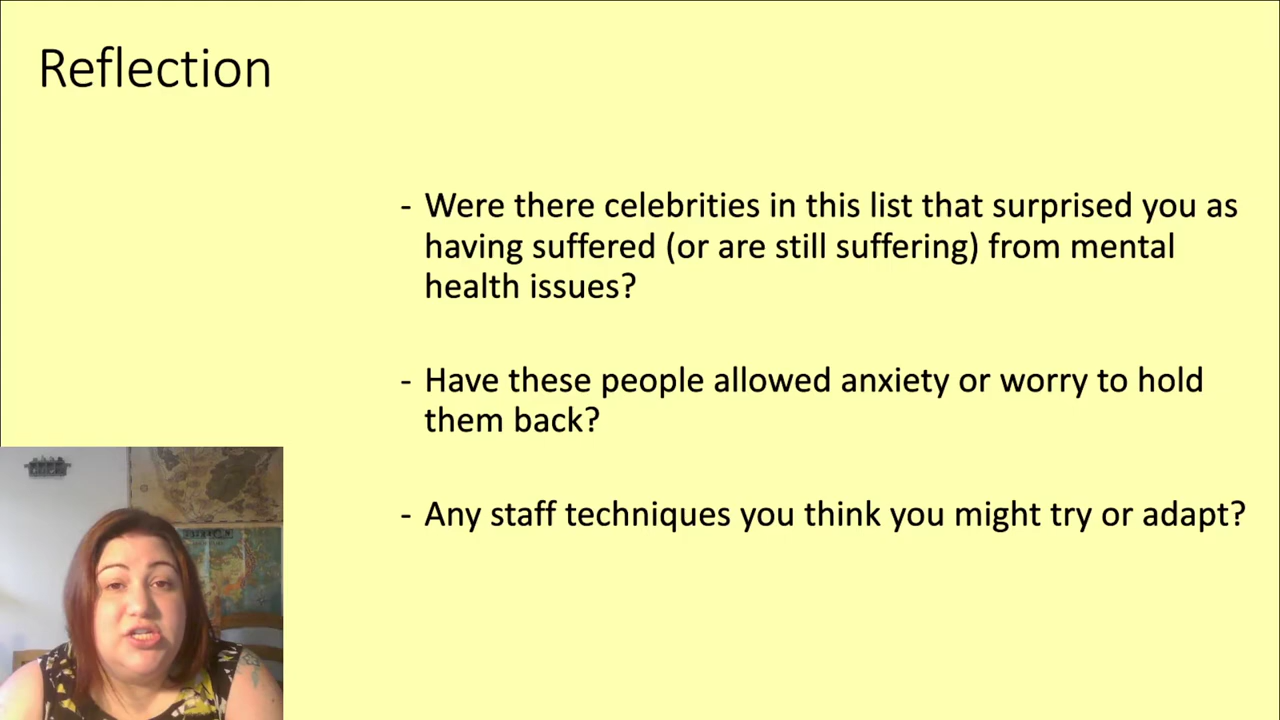 Reflection
- Were there celebrities in this list that surprised you as
having suffered (or are still suffering) from mental
health issues?
- Have these people allowed anxiety or worry to hold
them back?
- Any staff techniques you think you might try or adapt?